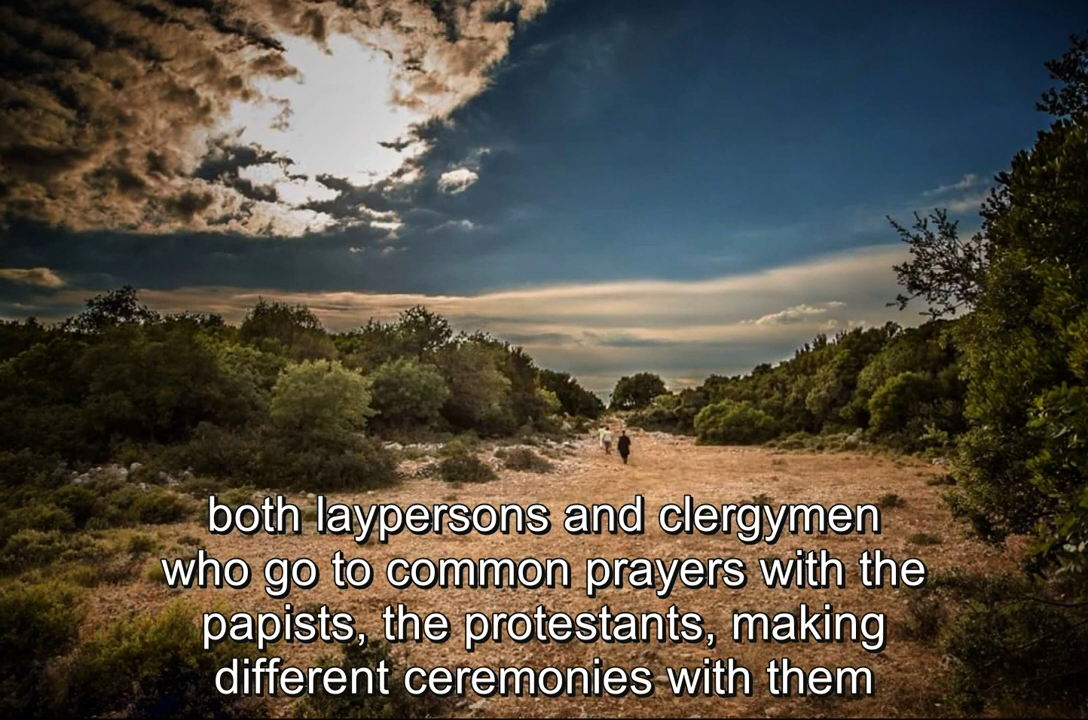 both laypersons and clergymen
who go to common prayers with the
papists, the protestants, making
different ceremonies with them